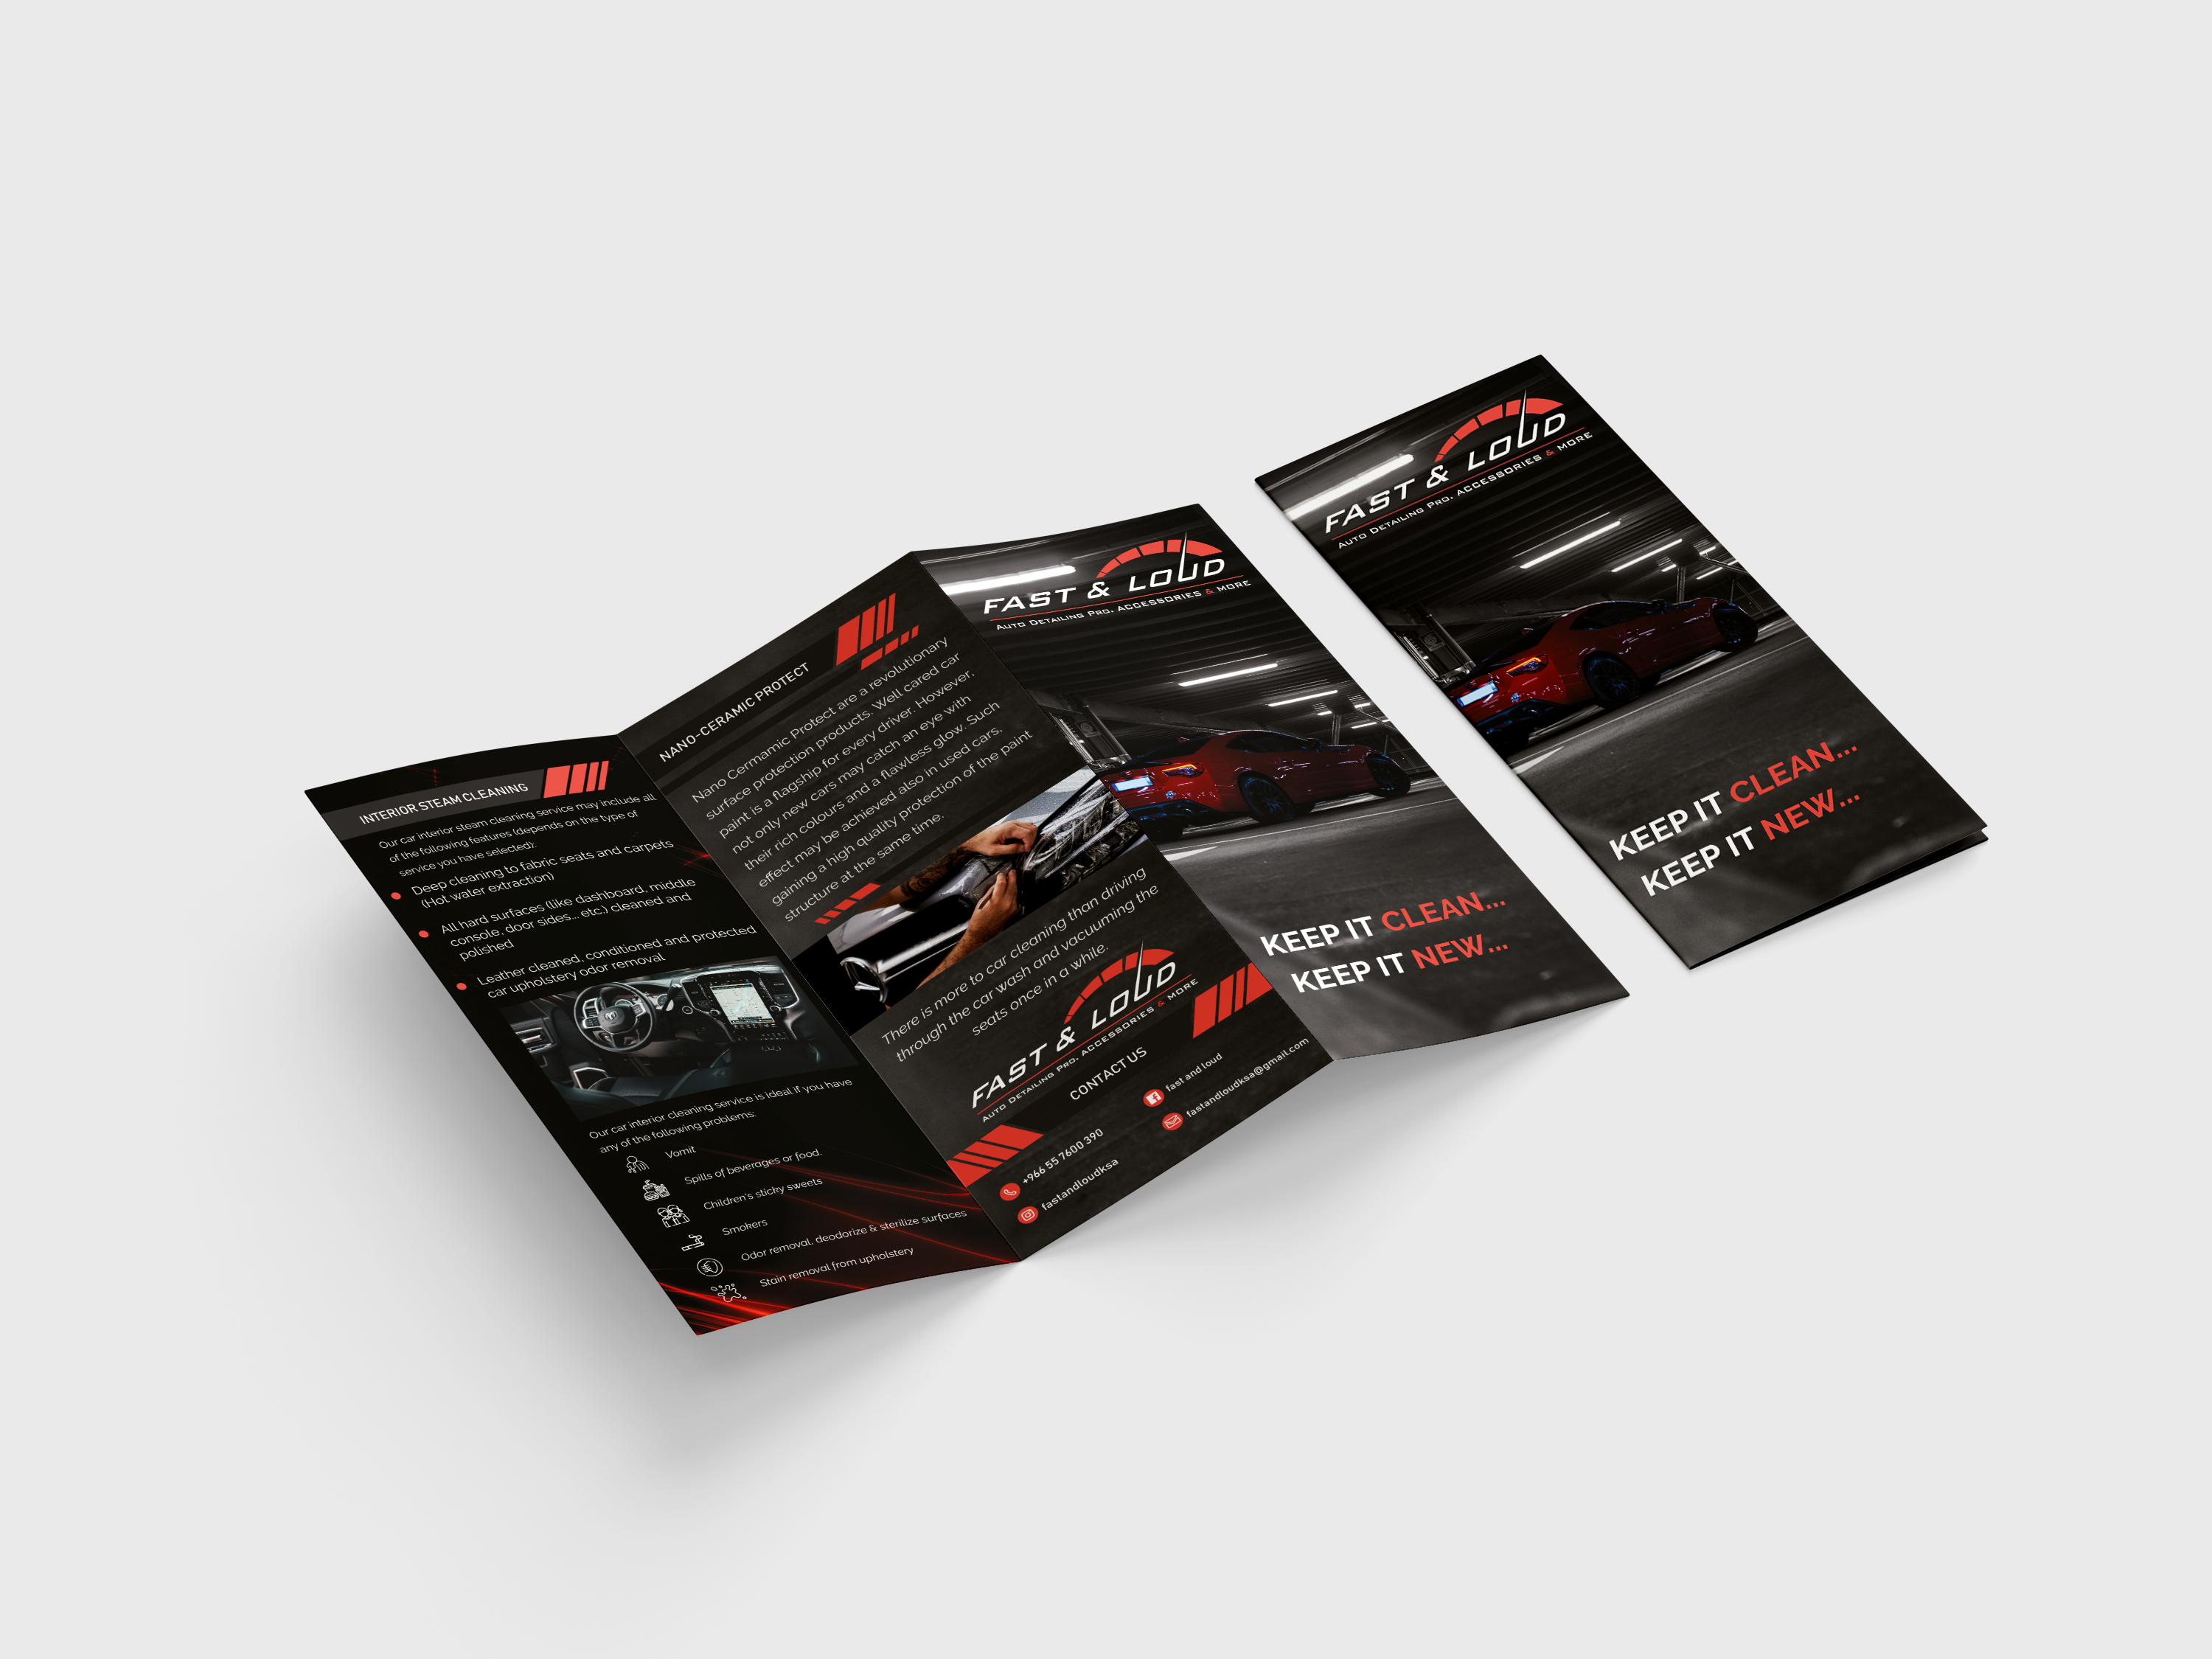 INTERIOR STEAM CLEANING
Our car interior steam cleaning service may include all
of the following features (depends on the type of
service you have selected):
Deep cleaning to fabric seats and carpets
(Hot water extraction)
All hard surfaces (like dashboard, middle
console, door sides... etc.) cleaned and
polished
Leather cleaned, conditioned and protected
car upholstery odor removal
Our car interior cleaning service is ideal if you have
any of the following problems:
Vomit
Spills of beverages or food.
Children's sticky sweets
Smokers
Odor removal, deodorize & sterilize surfaces
Stain removal from upholstery
NANO-CERAMIC PROTECT
Nano Cermamic Protect are a revolutionary
surface protection products. Well cared car
paint is a flagship for every driver. However,
not only new cars may catch an eye with
their rich colours and a flawless glow. Such
effect may be achieved also in used cars,
gaining a high quality protection of the paint
structure at the same time.
There is more to car cleaning than driving
through the car wash and vacuuming the
seats once in a while.
FAST & LOUD
AUTO DETAILING PRO. ACCESSORIES & MORE
CONTACT US
+966 55 7600 390
fastandloudksa
fast and loud
fastandloudksa@gmail.com
FAST & LOUD
AUTO DETAILING PRO. ACCESSORIES & MORE
KEEP IT CLEAN...
KEEP IT NEW...
FAST & LOUD
AUTO DETAILING PRO. ACCESSORIES & MORE
KEEP IT CLEAN...
KEEP IT NEW...